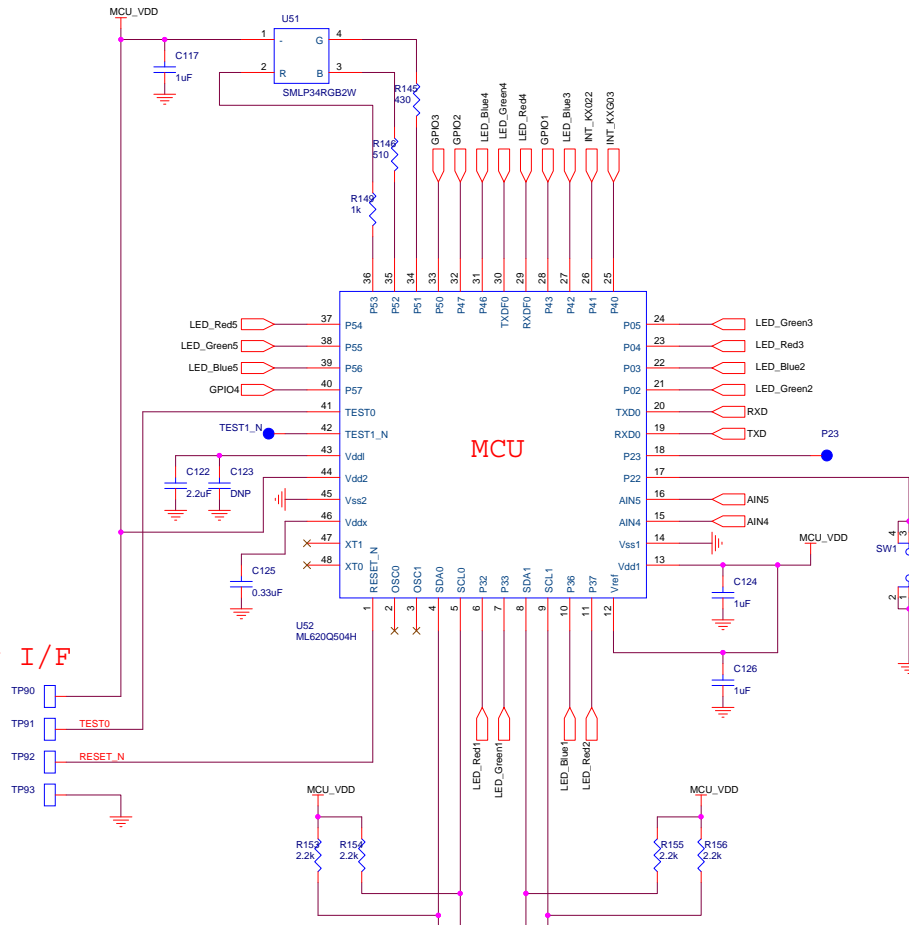 MCU_VDD
U51
1
-
G
4
2
R
B
3
SMLP34RGB2W
C117
1uF
R145
430
R146
510
R149
1k
GPIO3
GPIO2
LED_Blue4
LED_Green4
LED_Red4
GPIO1
LED_Blue3
INT_KX022
INT_KXG03
36
35
34
33
32
31
30
29
28
27
26
25
P53
P52
P51
P50
P47
P46
TXDF0
RXDF0
P43
P42
P41
P40
LED_Red5
37
P54
LED_Green5
38
P55
LED_Blue5
39
P56
GPIO4
40
P57
41
TEST0
TEST1_N
42
TEST1_N
43
Vddl
44
Vdd2
45
Vss2
46
Vddx
47
XT1
48
XT0
C122
2.2uF
C123
DNP
C125
0.33uF
MCU
P05
24
LED_Green3
P04
23
LED_Red3
P03
22
LED_Blue2
P02
21
LED_Green2
TXD0
20
RXD
RXD0
19
TXD
P23
18
P23
P22
17
AIN5
16
AIN5
AIN4
15
AIN4
Vss1
14
Vdd1
13
MCU_VDD
SW1
4
3
2
1
C124
1uF
C126
1uF
RESET_N
OSC0
OSC1
SDA0
SCL0
P32
P33
SDA1
SCL1
P36
P37
Vref
1
2
3
4
5
6
7
8
9
10
11
12
U52
ML620Q504H
LED_Red1
LED_Green1
LED_Blue1
LED_Red2
I/F
TP90
TP91
TEST0
TP92
RESET_N
TP93
MCU_VDD
R153
2.2k
R154
2.2k
MCU_VDD
R155
2.2k
R156
2.2k